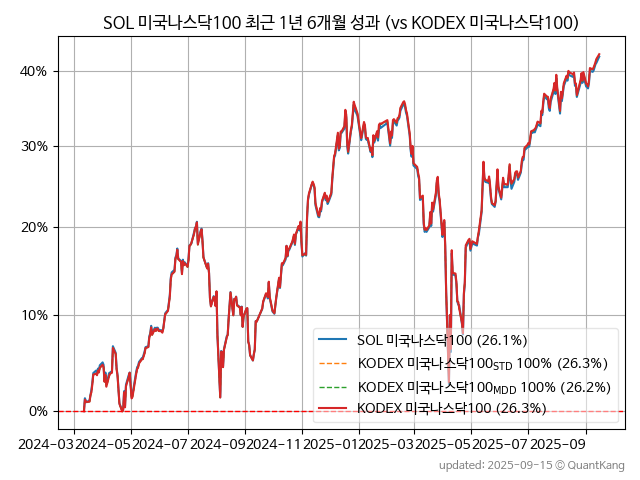 SOL 미국나스닥100 최근 1년 6개월 성과 (vs KODEX 미국나스닥100)
40%
30%
20%
10%
0%
SOL 미국나스닥100 (26.1%)
KODEX 미국나스닥100STD 100% (26.3%)
KODEX 미국나스닥100MDD 100% (26.2%)
KODEX 미국나스닥100 (26.3%)
2024-03 2024-05 2024-07 2024-09 2024-11 2025-01 2025-03 2025-05 2025-07 2025-09
updated: 2025-09-15 © QuantKang